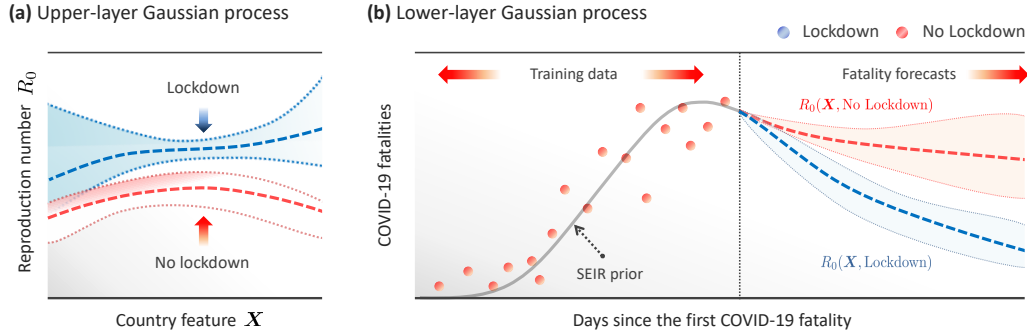 (a) Upper-layer Gaussian process
Reproduction number R₀
Lockdown
No lockdown
Country feature X
(b) Lower-layer Gaussian process
Lockdown
No Lockdown
COVID-19 fatalities
Training data
Fatality forecasts
R₀(X, No Lockdown)
SEIR prior
R₀(X, Lockdown)
Days since the first COVID-19 fatality